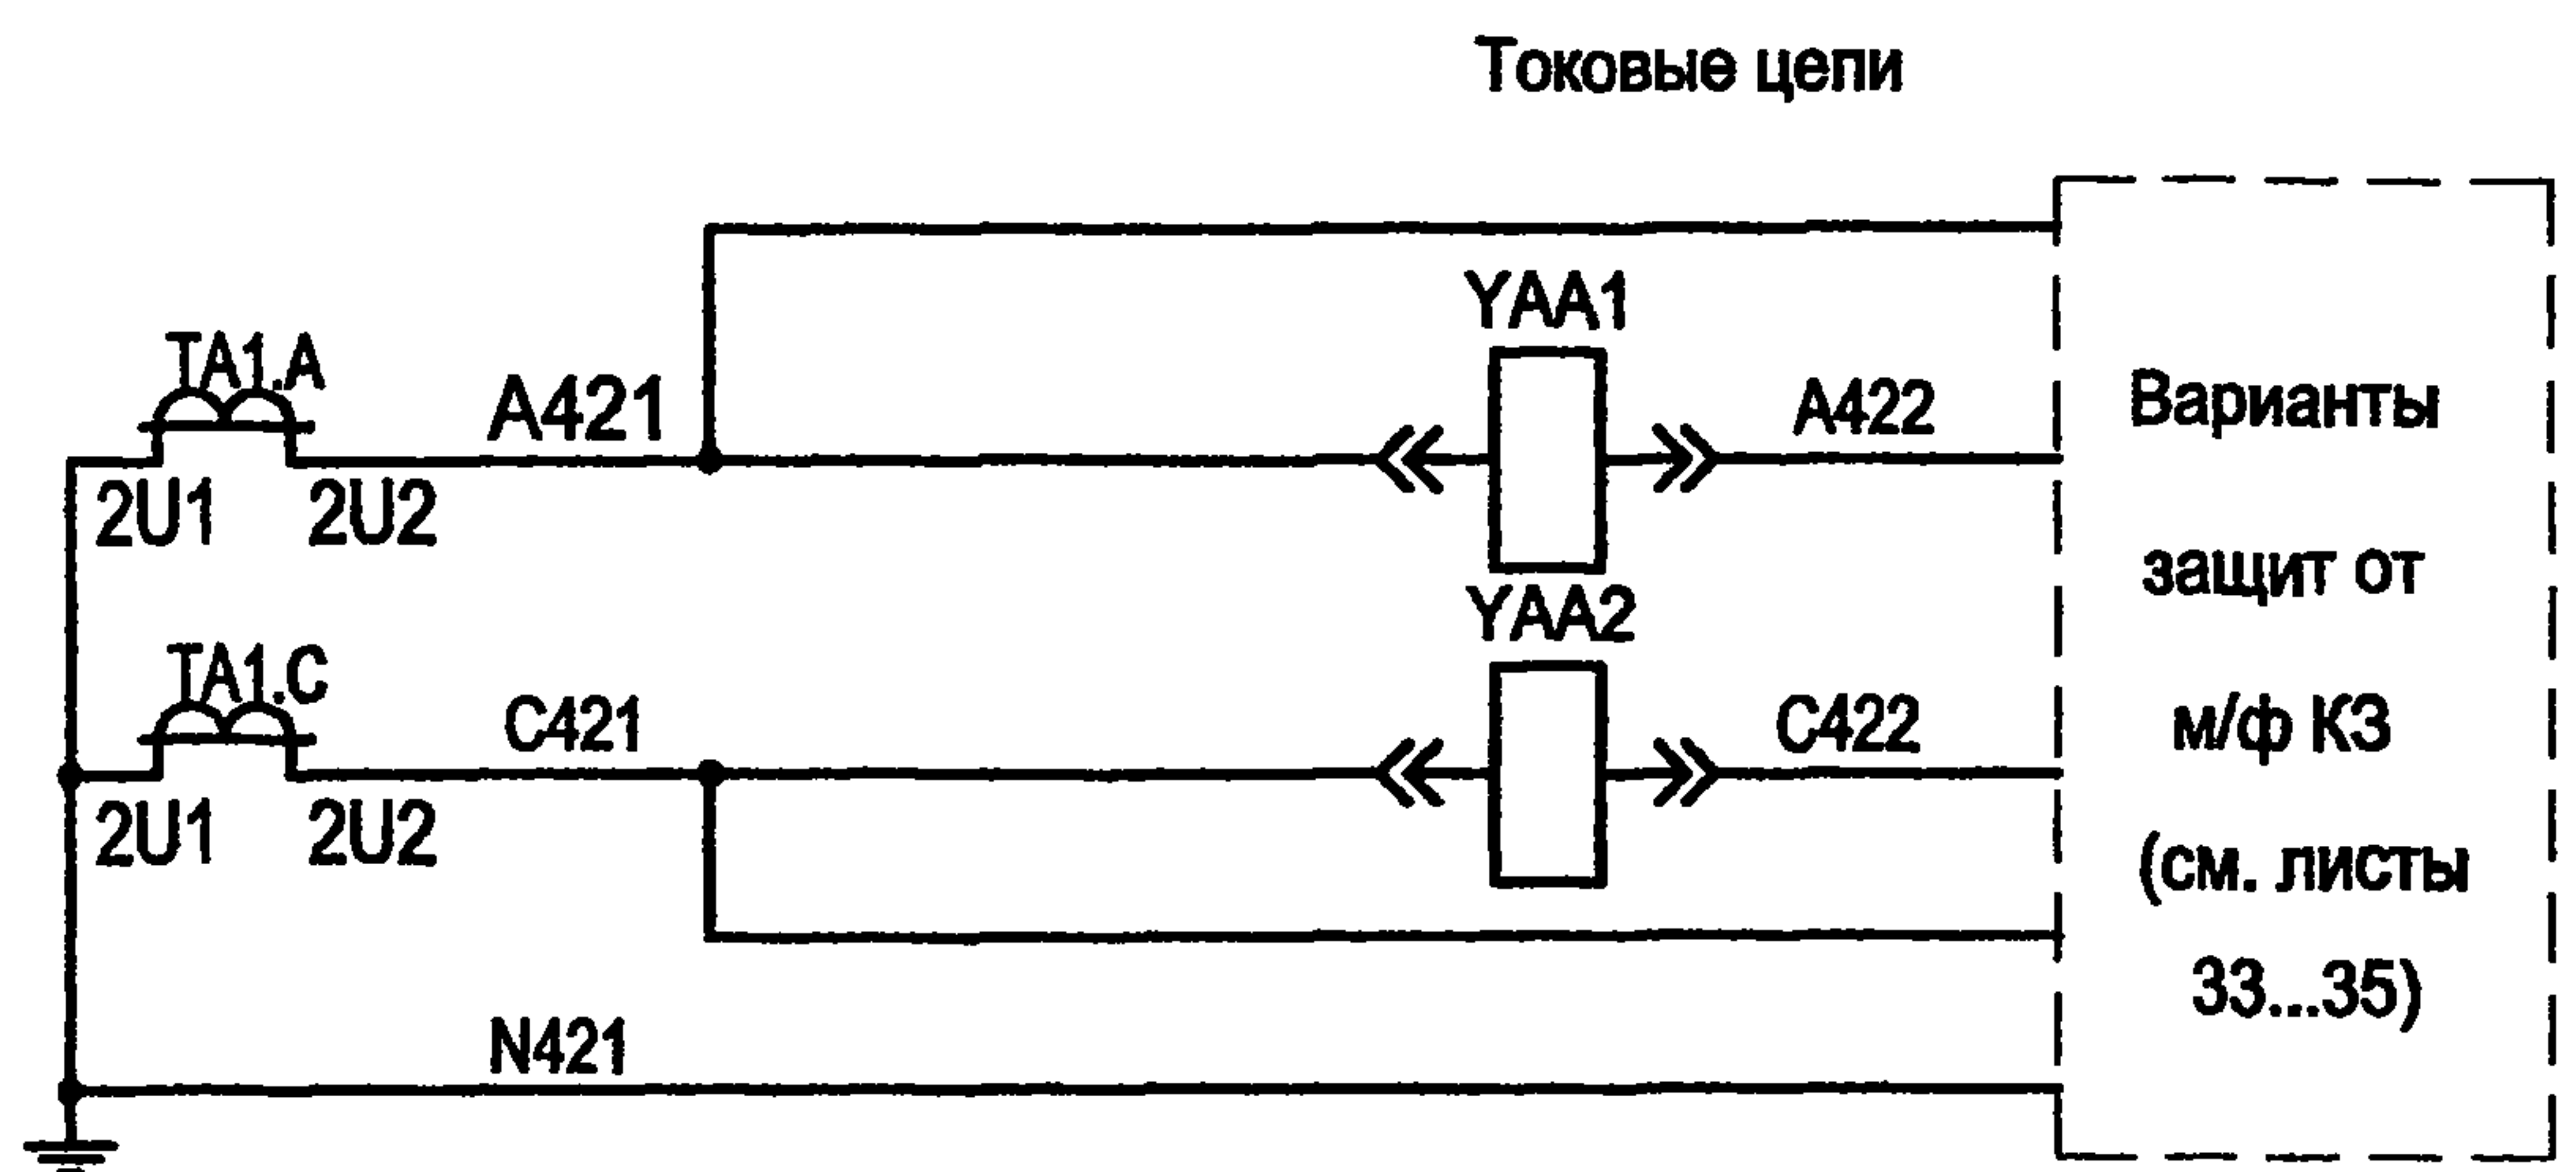 Токовые цепи
YAA1
TA1.A
A421
A422
2U1
2U2
YAA2
TA1.C
C421
C422
2U1
2U2
N421
Варианты
защит от
м/ф КЗ
(см. листы
33...35)